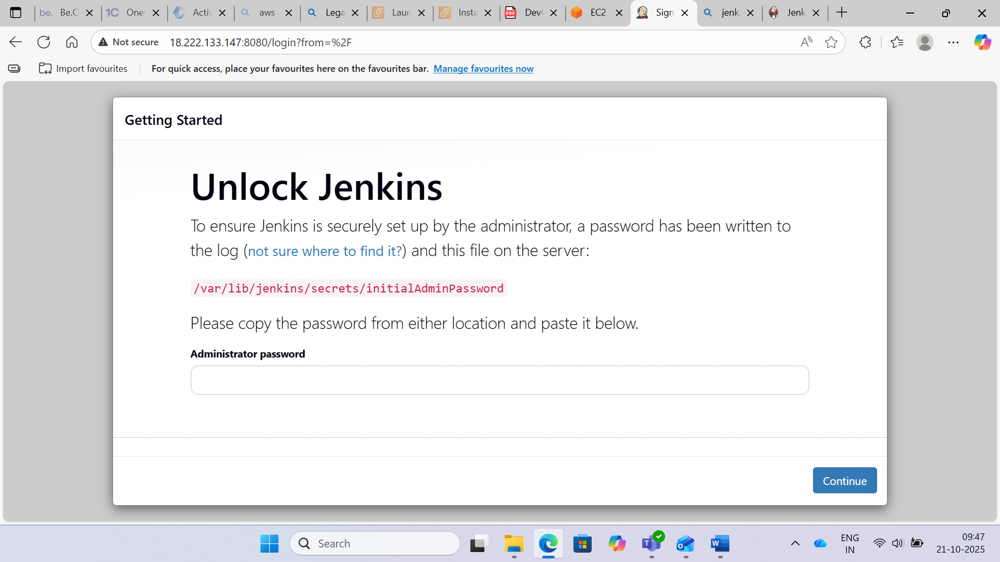 be. Be.C
1C One
Activ
aws
Lega
Laun
Insta
PDF Dev
EC2
Sign
jenki
Jenk
Not secure 18.222.133.147:8080/login?from=%2F
Import favourites For quick access, place your favourites here on the favourites bar. Manage favourites now
Getting Started
Unlock Jenkins
To ensure Jenkins is securely set up by the administrator, a password has been written to
the log (not sure where to find it?) and this file on the server:
/var/lib/jenkins/secrets/initialAdminPassword
Please copy the password from either location and paste it below.
Administrator password
Continue
Search
ENG
IN
09:47
21-10-2025